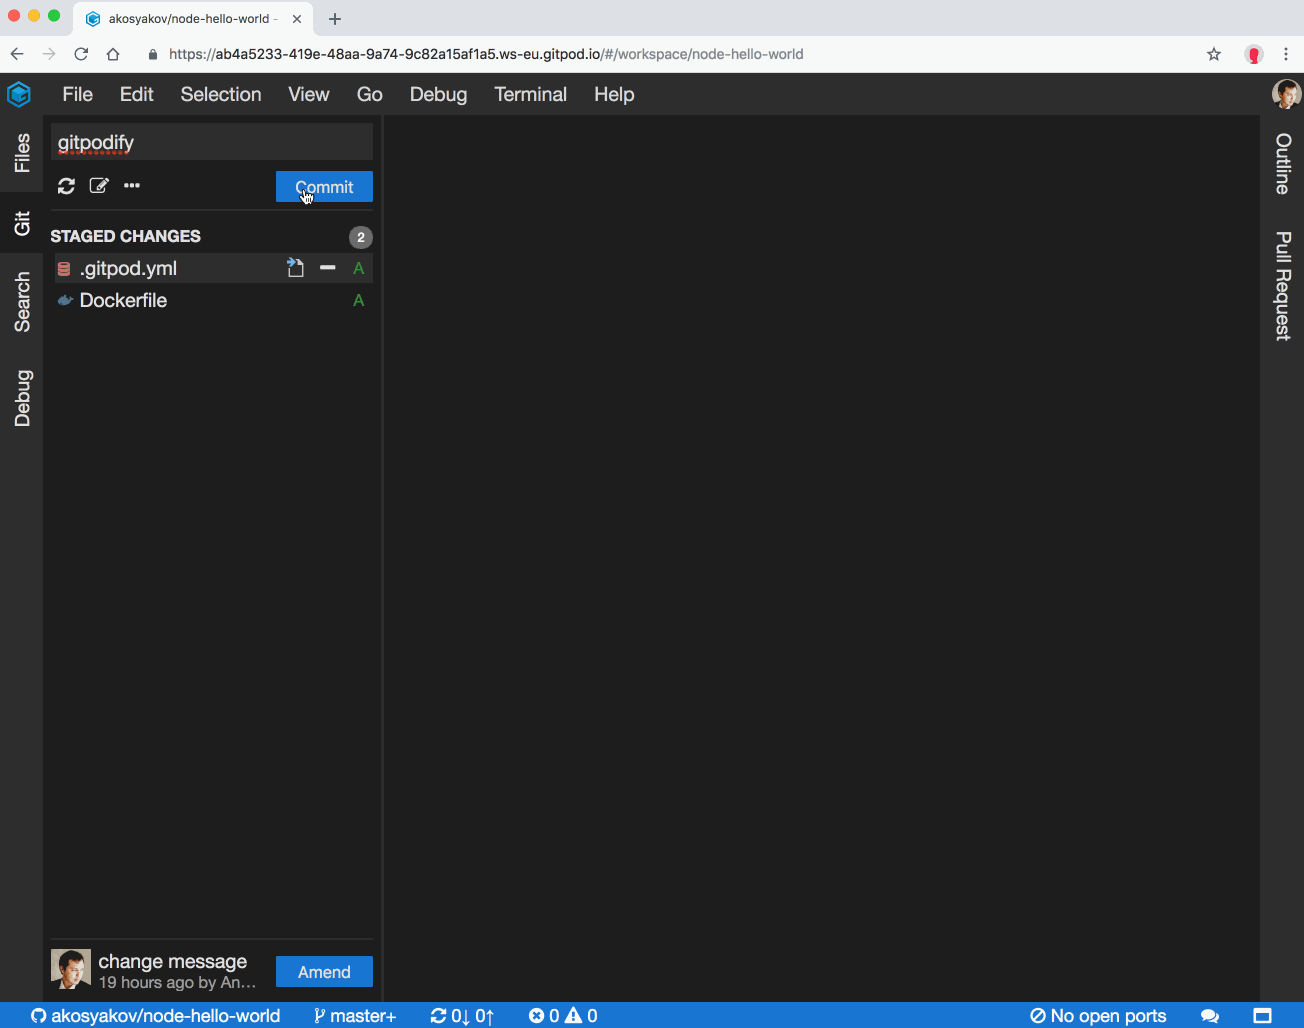 akosyakov/node-hello-world -
https://ab4a5233-419e-48aa-9a74-9c82a15af1a5.ws-eu.gitpod.io/#/workspace/node-hello-world
File Edit Selection View Go Debug Terminal Help
Files
Git
Search
Debug
gitpodify
Commit
STAGED CHANGES 2
.gitpod.yml A
Dockerfile A
Outline
Pull Request
change message
19 hours ago by An...
Amend
akosyakov/node-hello-world master+ 0↓ 0↑ 0 0 No open ports